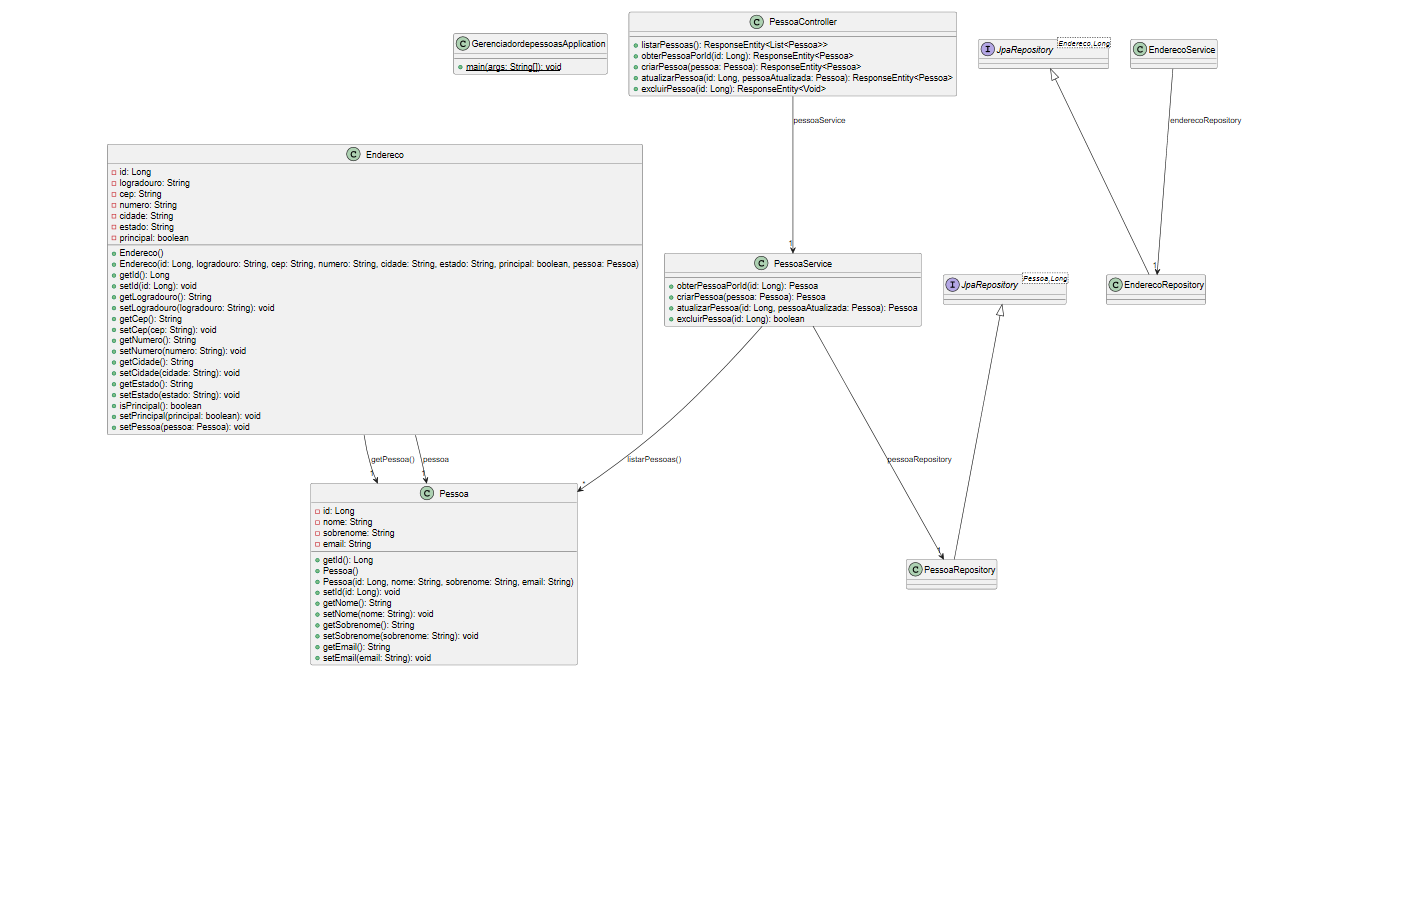 C GerenciadordepessoasApplication
main(args: String[]): void
C PessoaController
listarPessoas(): ResponseEntity<List<Pessoa>>
obterPessoaPorId(id: Long): ResponseEntity<Pessoa>
criarPessoa(pessoa: Pessoa): ResponseEntity<Pessoa>
atualizarPessoa(id: Long, pessoaAtualizada: Pessoa): ResponseEntity<Pessoa>
excluirPessoa(id: Long): ResponseEntity<Void>
I JpaRepository
Endereco,Long
C EnderecoService
pessoaService
1
enderecoRepository
1
C Endereco
id: Long
logradouro: String
cep: String
numero: String
cidade: String
estado: String
principal: boolean
Endereco()
Endereco(id: Long, logradouro: String, cep: String, numero: String, cidade: String, estado: String, principal: boolean, pessoa: Pessoa)
getId(): Long
setId(id: Long): void
getLogradouro(): String
setLogradouro(logradouro: String): void
getCep(): String
setCep(cep: String): void
getNumero(): String
setNumero(numero: String): void
getCidade(): String
setCidade(cidade: String): void
getEstado(): String
setEstado(estado: String): void
isPrincipal(): boolean
setPrincipal(principal: boolean): void
setPessoa(pessoa: Pessoa): void
C PessoaService
obterPessoaPorId(id: Long): Pessoa
criarPessoa(pessoa: Pessoa): Pessoa
atualizarPessoa(id: Long, pessoaAtualizada: Pessoa): Pessoa
excluirPessoa(id: Long): boolean
I JpaRepository
Pessoa,Long
C EnderecoRepository
getPessoa()
1
pessoa
1
listarPessoas()
*
pessoaRepository
1
C Pessoa
id: Long
nome: String
sobrenome: String
email: String
getId(): Long
Pessoa()
Pessoa(id: Long, nome: String, sobrenome: String, email: String)
setId(id: Long): void
getNome(): String
setNome(nome: String): void
getSobrenome(): String
setSobrenome(sobrenome: String): void
getEmail(): String
setEmail(email: String): void
C PessoaRepository